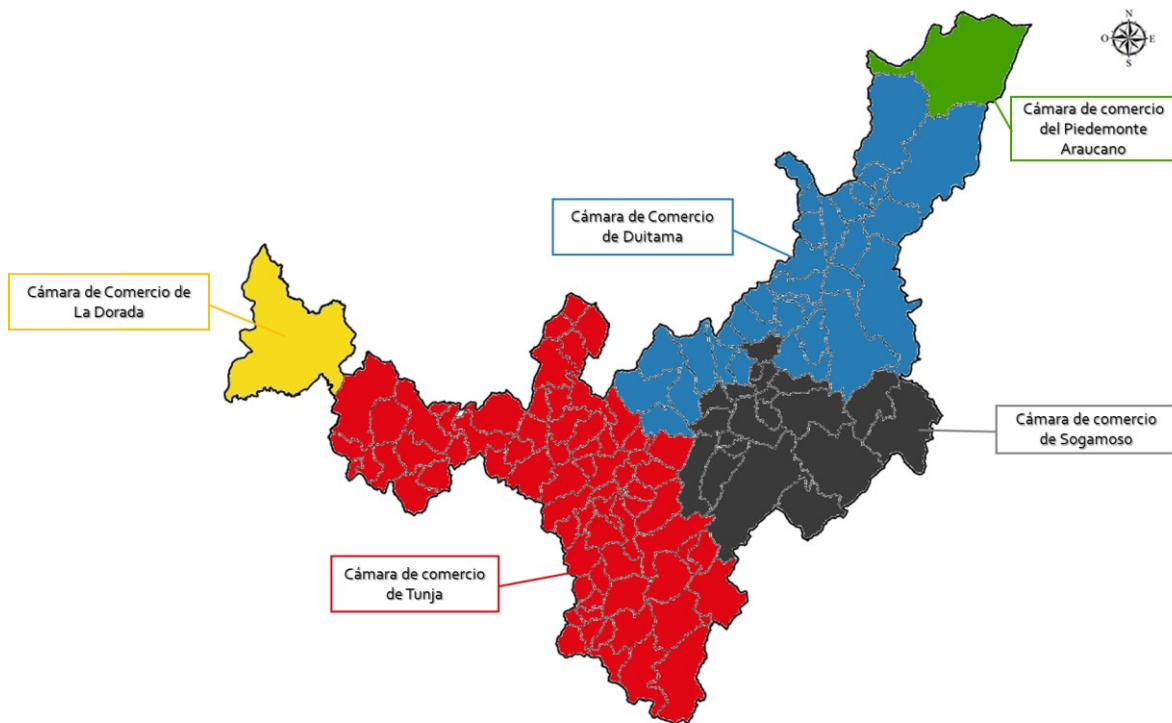 N
O
E
S
Cámara de comercio
del Piedemonte
Araucano
Cámara de Comercio
de Duitama
Cámara de Comercio de
La Dorada
Cámara de comercio
de Sogamoso
Cámara de comercio
de Tunja